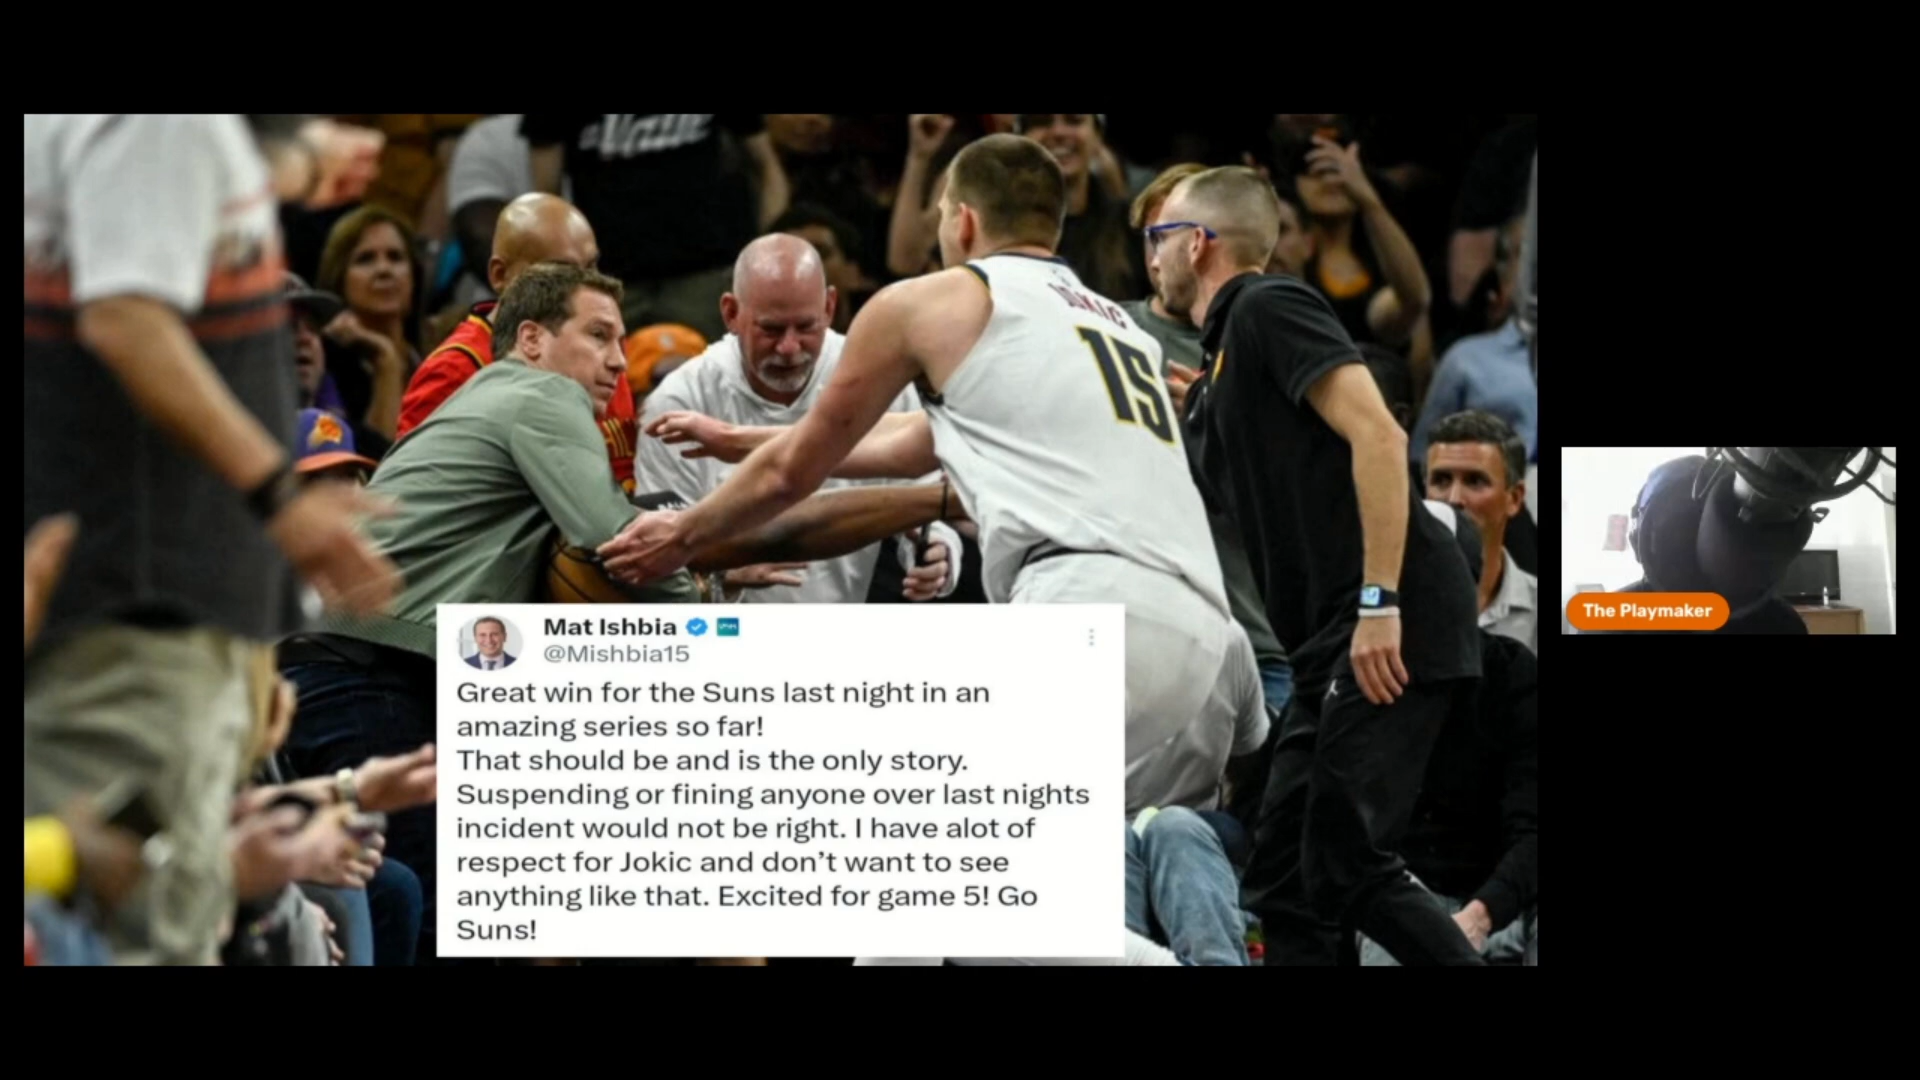 JOKIC
15
Mat Ishbia
@Mishbia15
Great win for the Suns last night in an
amazing series so far!
That should be and is the only story.
Suspending or fining anyone over last nights
incident would not be right. I have alot of
respect for Jokic and don’t want to see
anything like that. Excited for game 5! Go
Suns!
The Playmaker